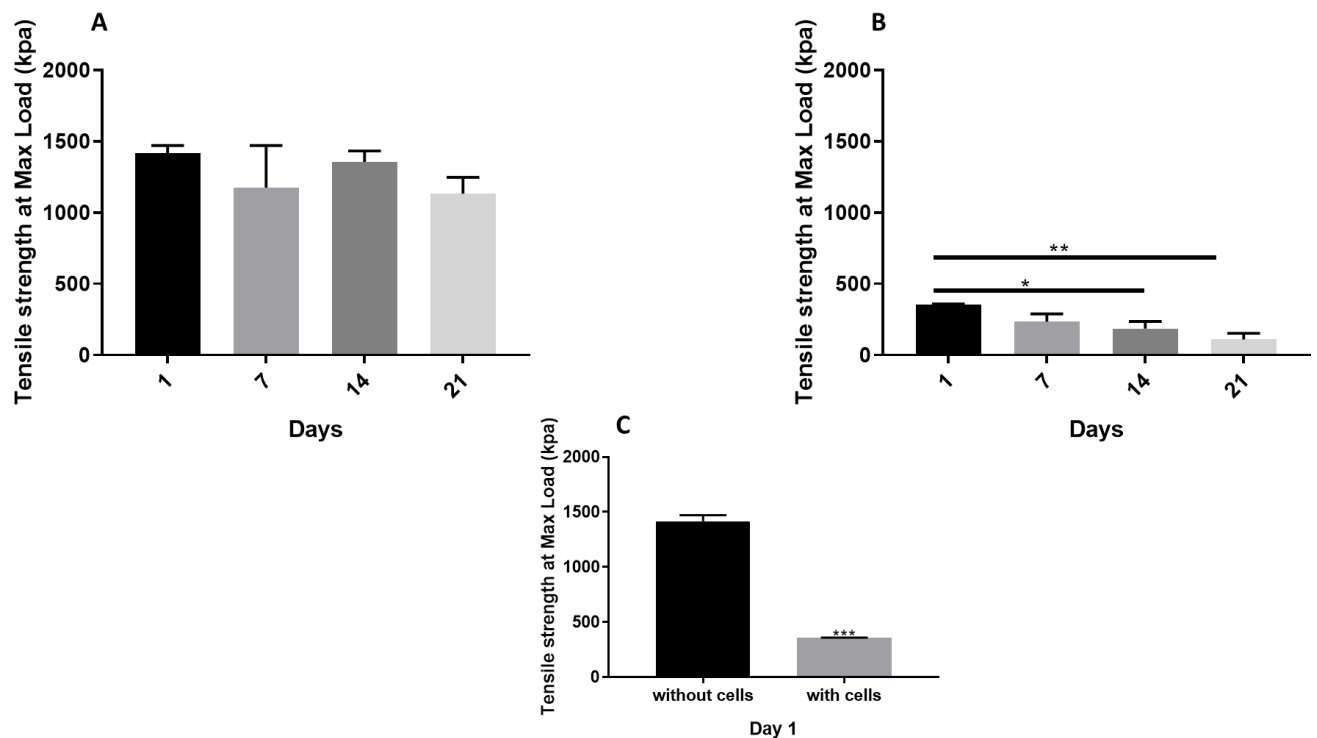 A
Tensile strength at Max Load (kpa)
2000
1500
1000
500
0
1
7
14
21
Days
B
Tensile strength at Max Load (kpa)
2000
1500
1000
500
0
**
*
1
7
14
21
Days
C
Tensile strength at Max Load (kpa)
2000
1500
1000
500
0
***
without cells
with cells
Day 1